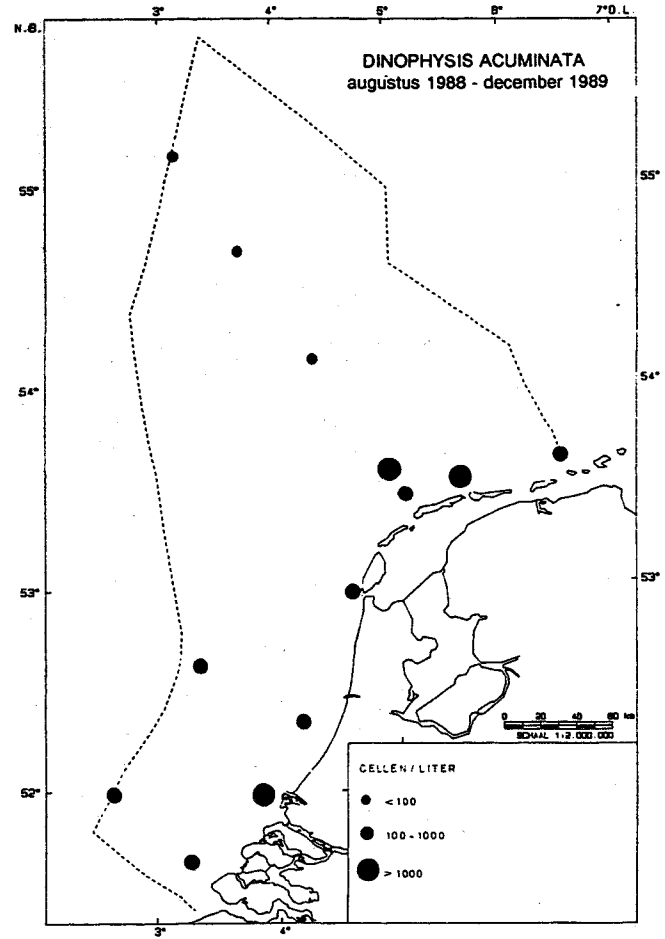 3° 5° 6° 7° O.L.
N.B.
DINOPHYSIS ACUMINATA
augustus 1988 - december 1989
55° 55°
54° 54°
53° 53°
0 20 40 60 km
SCHAAL 1:2.000.000
CELLEN / LITER
52°
< 100
100 - 1000
> 1000
3° 4°